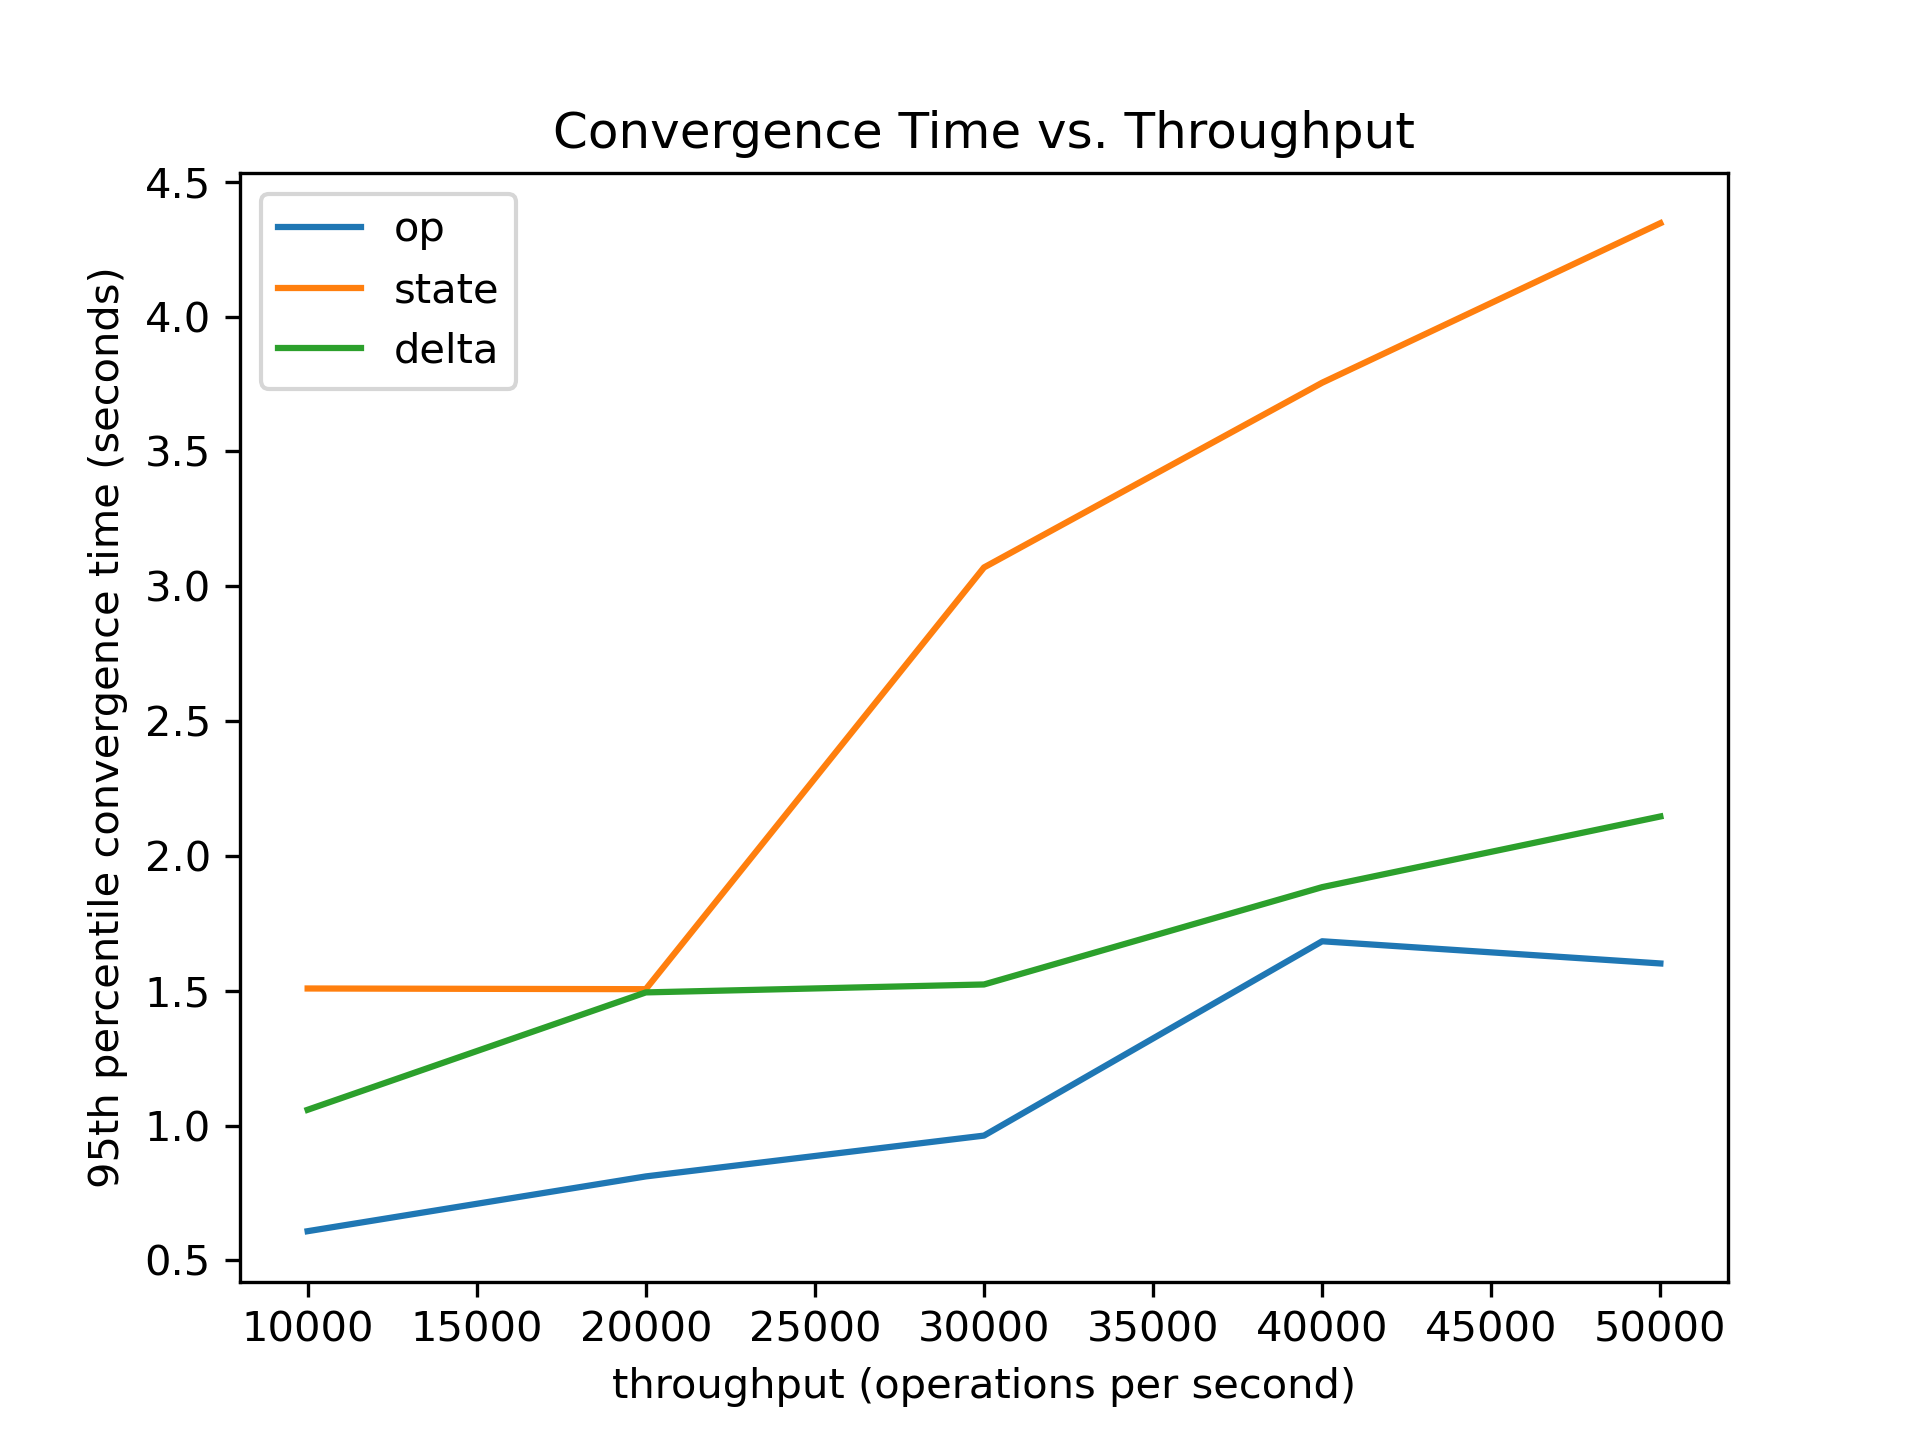 Convergence Time vs. Throughput
4.5
4.0
3.5
3.0
2.5
2.0
1.5
1.0
0.5
95th percentile convergence time (seconds)
op
state
delta
10000 15000 20000 25000 30000 35000 40000 45000 50000
throughput (operations per second)